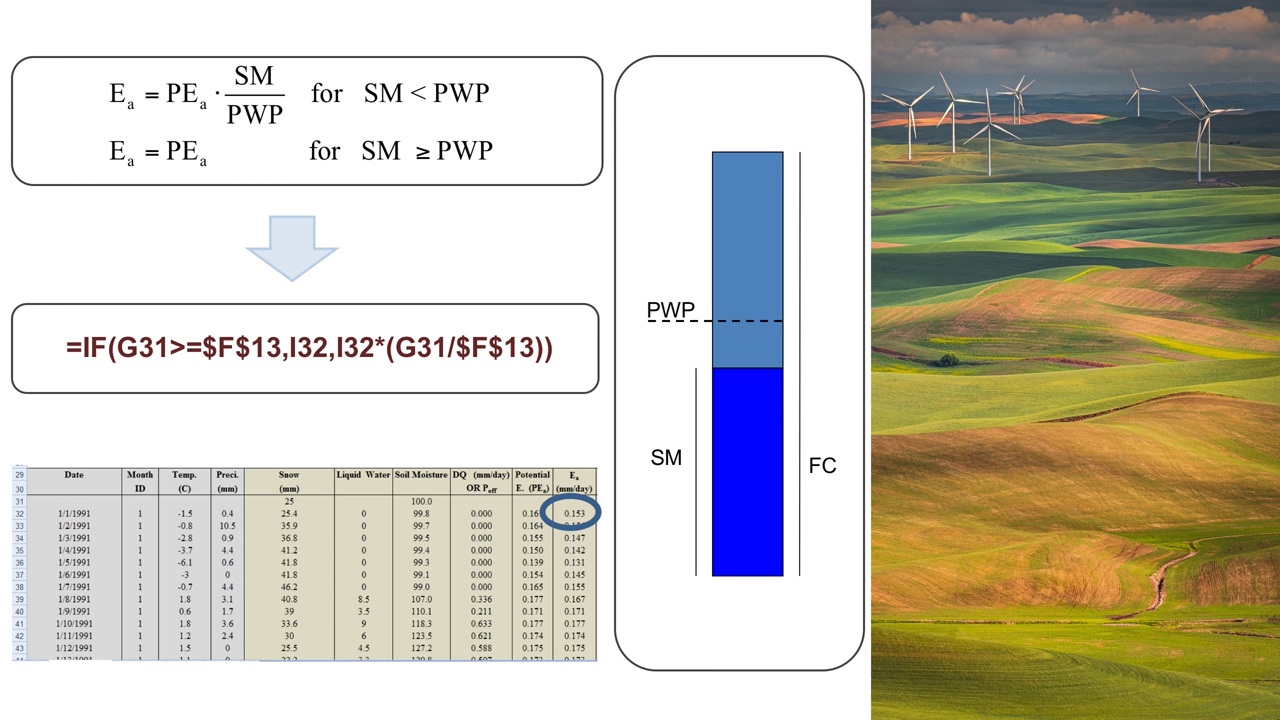 E a = PE a · SM / PWP for SM < PWP
E a = PE a for SM ≥ PWP
=IF(G31>=$F$13,I32,I32*(G31/$F$13))
PWP
SM
FC
29 Date Month Temp. Preci. Snow Liquid Water Soil Moisture DQ (mm/day) Potential E a
30 ID (C) (mm) (mm) OR P eff E. (PE a) (mm/day)
31 25 100.0
32 1/1/1991 1 -1.5 0.4 25.4 0 99.8 0.000 0.153
33 1/2/1991 1 -0.8 10.5 35.9 0 99.7 0.000 0.164
34 1/3/1991 1 -2.8 0.9 36.8 0 99.5 0.000 0.155 0.147
35 1/4/1991 1 -3.7 4.4 41.2 0 99.4 0.000 0.150 0.142
36 1/5/1991 1 -6.1 0.6 41.8 0 99.3 0.000 0.139 0.131
37 1/6/1991 1 -3 0 41.8 0 99.1 0.000 0.154 0.145
38 1/7/1991 1 -0.7 4.4 46.2 0 99.0 0.000 0.165 0.155
39 1/8/1991 1 1.8 3.1 40.8 8.5 107.0 0.336 0.177 0.167
40 1/9/1991 1 0.6 1.7 39 3.5 110.1 0.211 0.171 0.171
41 1/10/1991 1 1.8 3.6 33.6 9 118.3 0.633 0.177 0.177
42 1/11/1991 1 1.2 2.4 30 6 123.5 0.621 0.174 0.174
43 1/12/1991 1 1.5 0 25.5 4.5 127.2 0.588 0.175 0.175